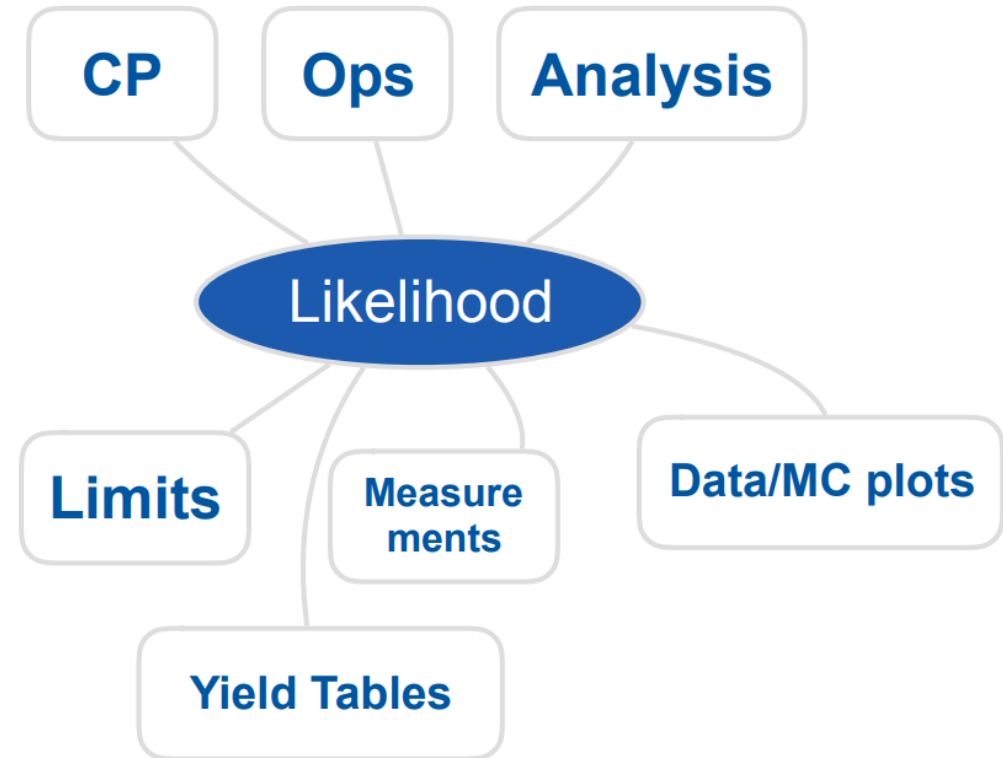 CP
Ops
Analysis
Likelihood
Limits
Measure
ments
Data/MC plots
Yield Tables